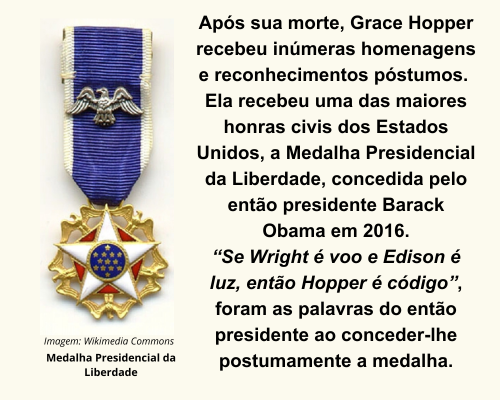 Após sua morte, Grace Hopper
recebeu inúmeras homenagens
e reconhecimentos póstumos.
Ela recebeu uma das maiores
honras civis dos Estados
Unidos, a Medalha Presidencial
da Liberdade, concedida pelo
então presidente Barack
Obama em 2016.
“Se Wright é voo e Edison é
luz, então Hopper é código”,
foram as palavras do então
presidente ao conceder-lhe
postumamente a medalha.
Imagem: Wikimedia Commons
Medalha Presidencial da
Liberdade